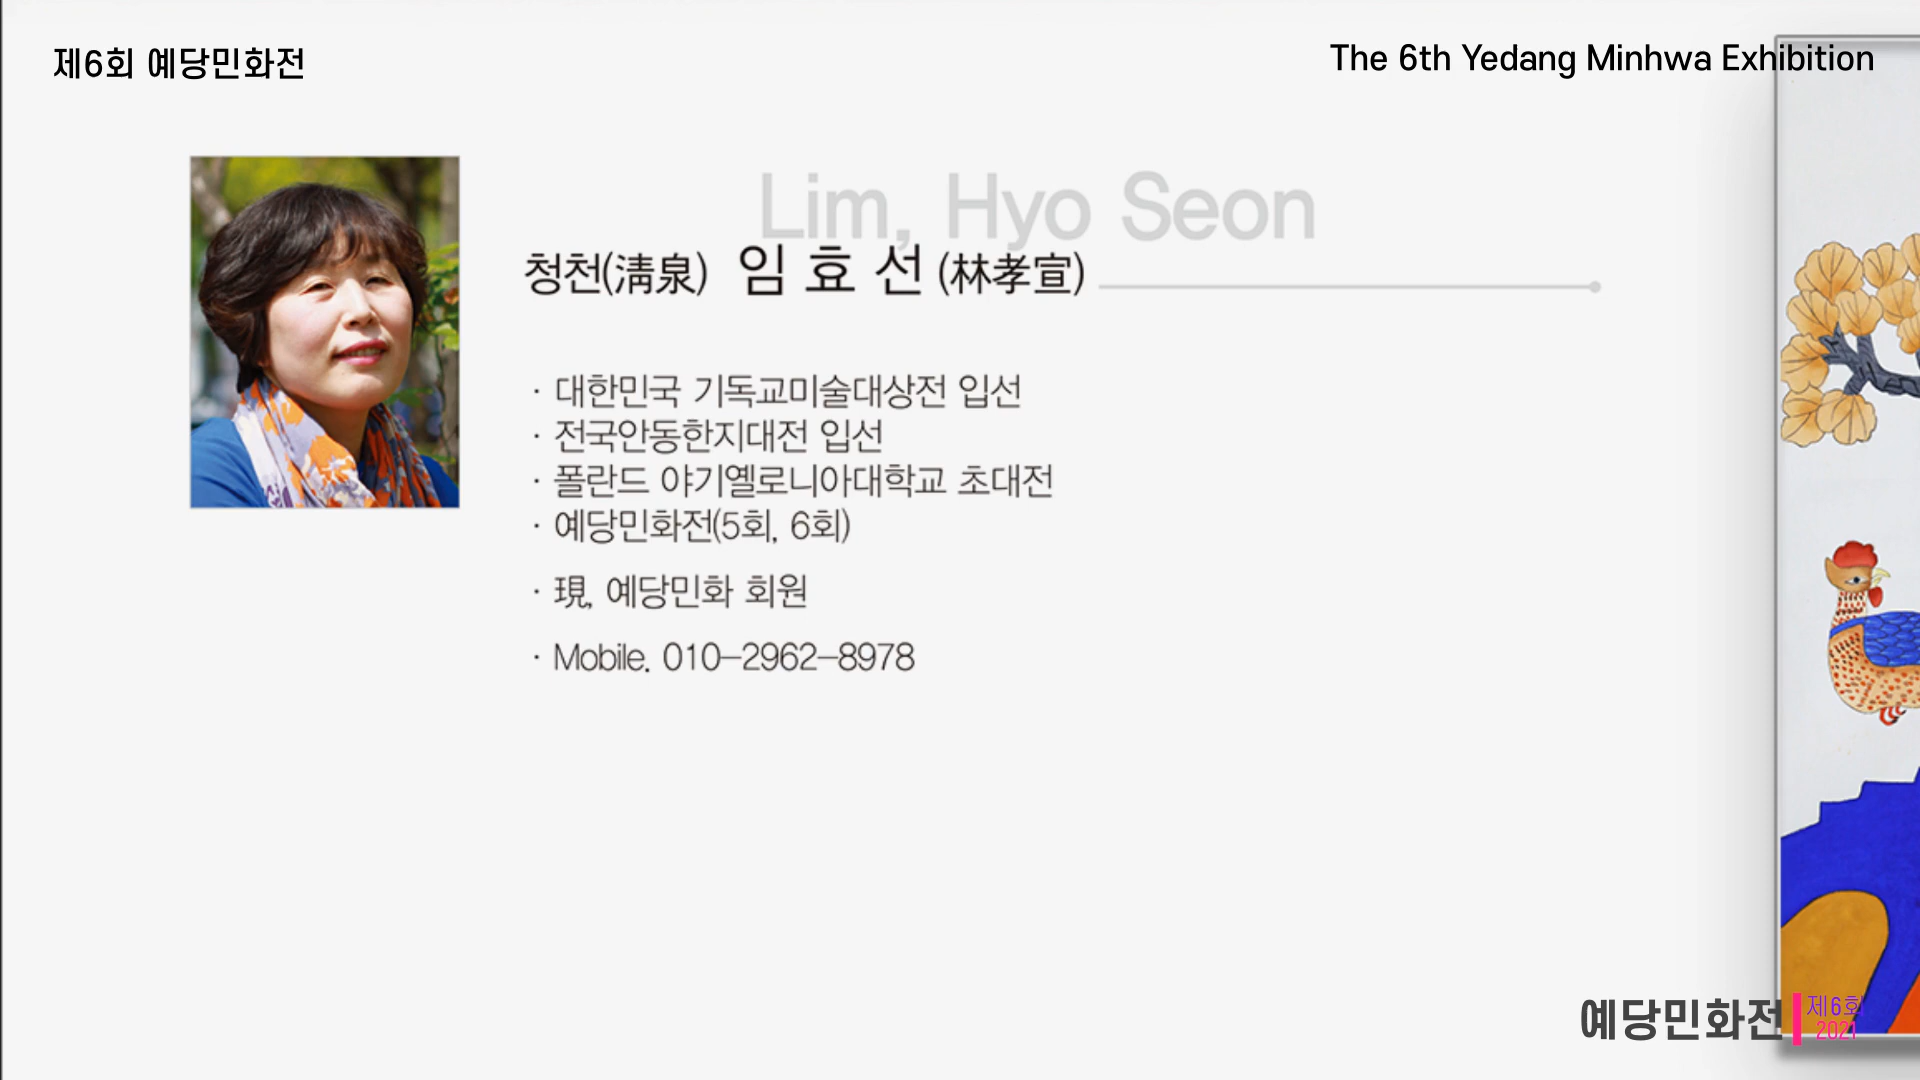 제6회 예당민화전
The 6th Yedang Minhwa Exhibition
Lim, Hyo Seon
청천(淸泉) 임 효 선 (林孝宣)
· 대한민국 기독교미술대상전 입선
· 전국안동한지대전 입선
· 폴란드 야기옐로니아대학교 초대전
· 예당민화전(5회, 6회)
· 現, 예당민화 회원
· Mobile. 010-2962-8978
예당민화전
제6회
2021